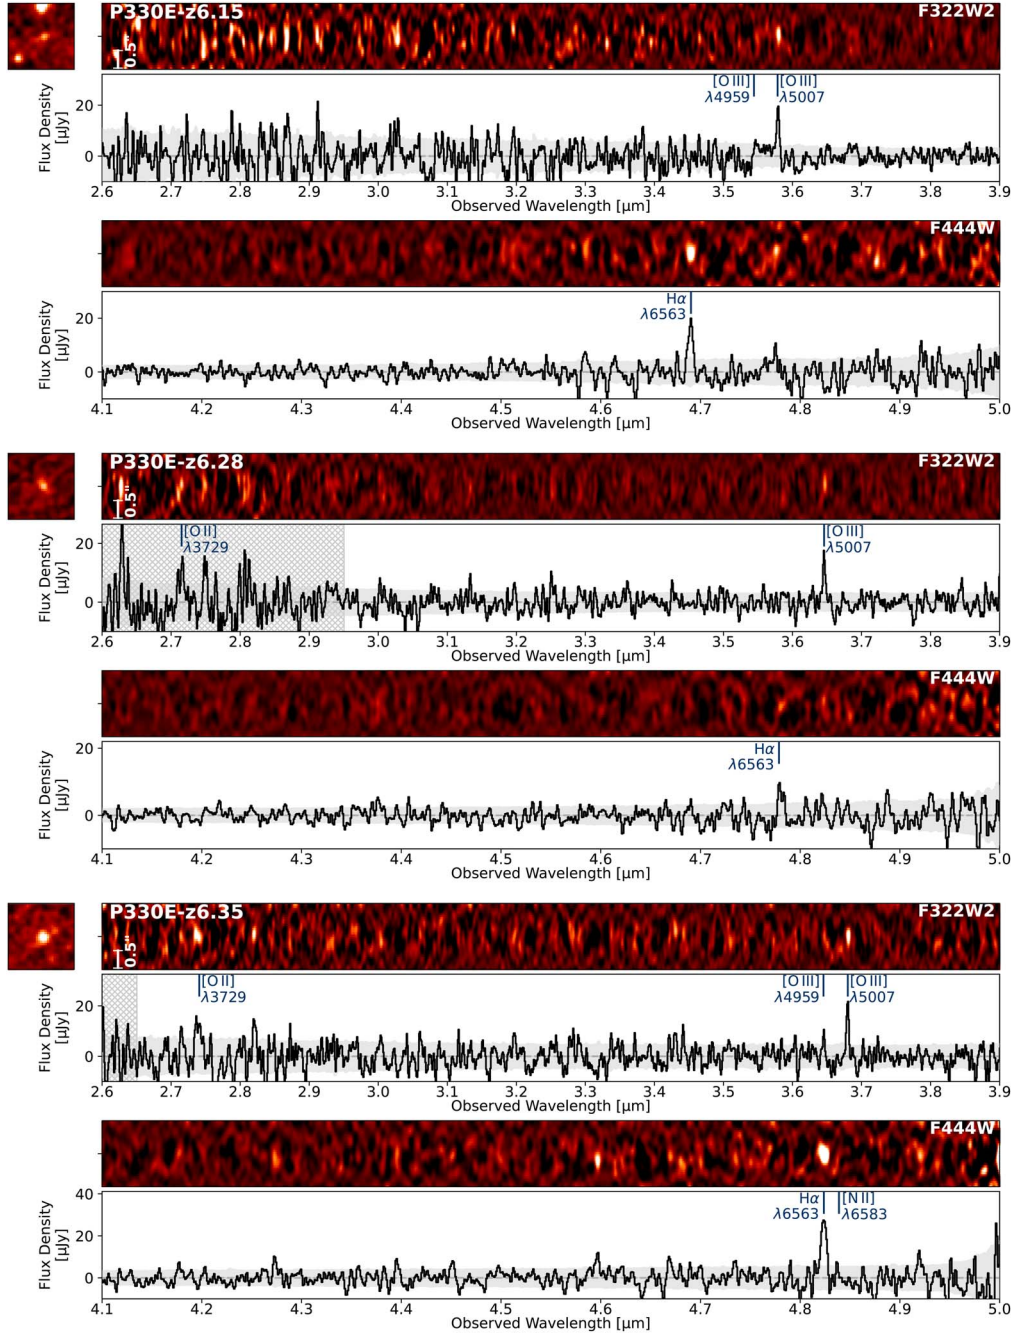 P330E-z6.15 F322W2
0.5"
[O III] λ4959 [O III] λ5007
Flux Density [μJy]
20
0
2.6 2.7 2.8 2.9 3.0 3.1 3.2 3.3 3.4 3.5 3.6 3.7 3.8 3.9
Observed Wavelength [μm]
F444W
Hα λ6563
Flux Density [μJy]
20
0
4.1 4.2 4.3 4.4 4.5 4.6 4.7 4.8 4.9 5.0
Observed Wavelength [μm]
P330E-z6.28 F322W2
0.5"
[O II] λ3729 [O III] λ5007
Flux Density [μJy]
20
0
2.6 2.7 2.8 2.9 3.0 3.1 3.2 3.3 3.4 3.5 3.6 3.7 3.8 3.9
Observed Wavelength [μm]
F444W
Hα λ6563
Flux Density [μJy]
20
0
4.1 4.2 4.3 4.4 4.5 4.6 4.7 4.8 4.9 5.0
Observed Wavelength [μm]
P330E-z6.35 F322W2
0.5"
[O II] λ3729 [O III] λ4959 [O III] λ5007
Flux Density [μJy]
20
0
2.6 2.7 2.8 2.9 3.0 3.1 3.2 3.3 3.4 3.5 3.6 3.7 3.8 3.9
Observed Wavelength [μm]
F444W
Hα λ6563 [N II] λ6583
Flux Density [μJy]
40
20
0
4.1 4.2 4.3 4.4 4.5 4.6 4.7 4.8 4.9 5.0
Observed Wavelength [μm]